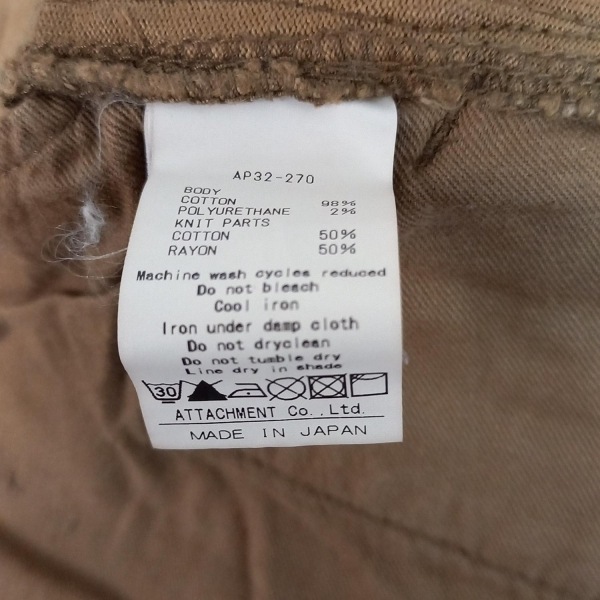 AP32-270
BODY
COTTON 98%
POLYURETHANE 2%
KNIT PARTS
COTTON 50%
RAYON 50%
Machine wash cycles reduced
Do not bleach
Cool iron
Iron under damp cloth
Do not dryclean
Do not tumble dry
Line dry in shade
30
ATTACHMENT Co.,Ltd.
MADE IN JAPAN